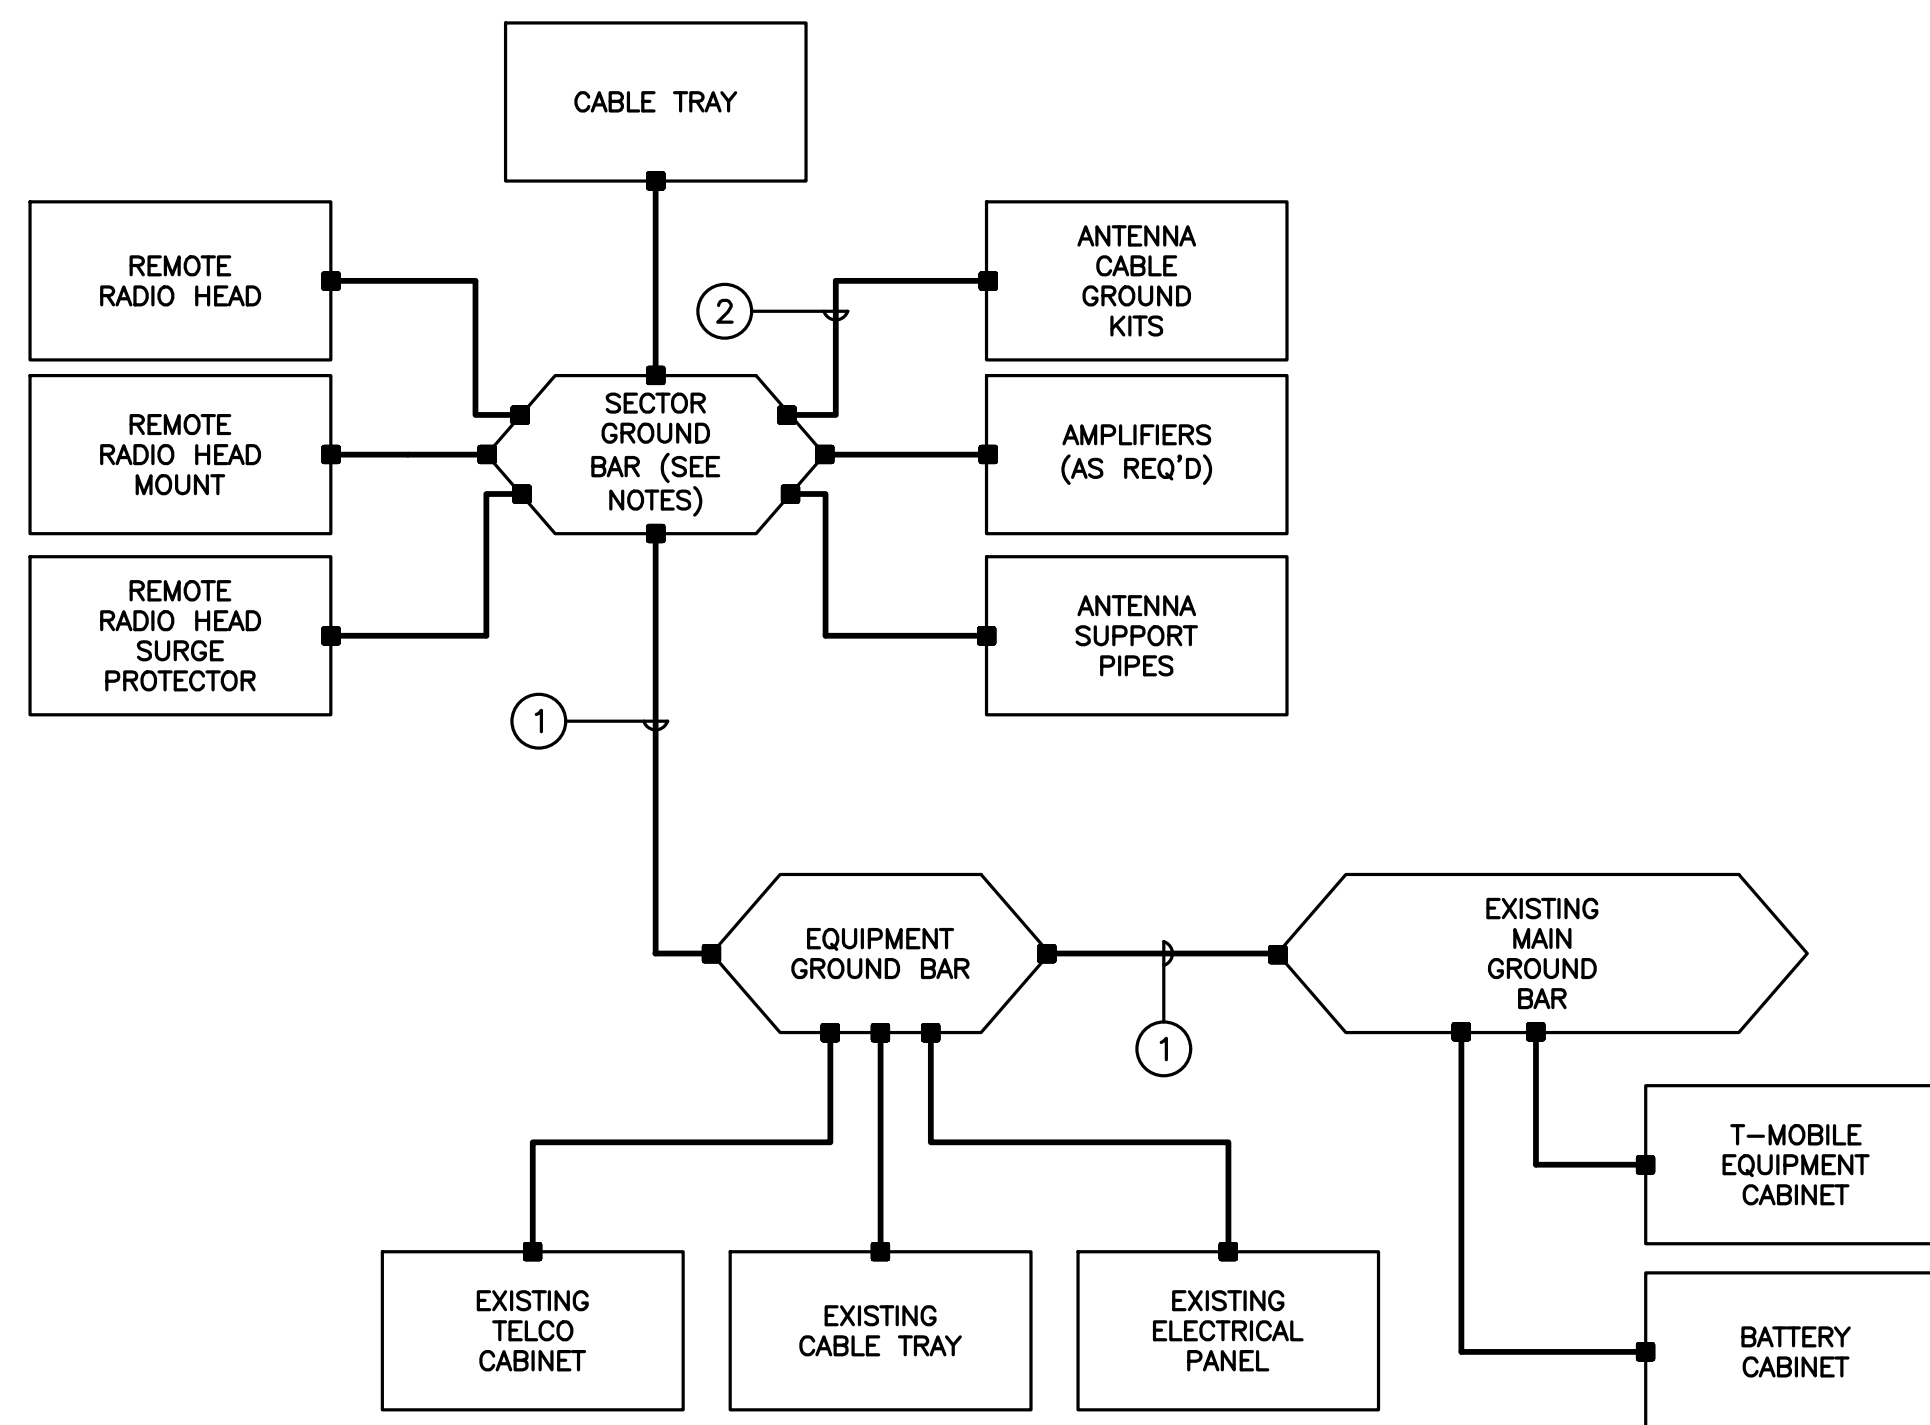 CABLE TRAY
REMOTE
RADIO HEAD
ANTENNA
CABLE
GROUND
KITS
2
REMOTE
RADIO HEAD
MOUNT
SECTOR
GROUND
BAR (SEE
NOTES)
AMPLIFIERS
(AS REQ'D)
REMOTE
RADIO HEAD
SURGE
PROTECTOR
ANTENNA
SUPPORT
PIPES
1
EQUIPMENT
GROUND BAR
EXISTING
MAIN
GROUND
BAR
1
T-MOBILE
EQUIPMENT
CABINET
EXISTING
TELCO
CABINET
EXISTING
CABLE TRAY
EXISTING
ELECTRICAL
PANEL
BATTERY
CABINET